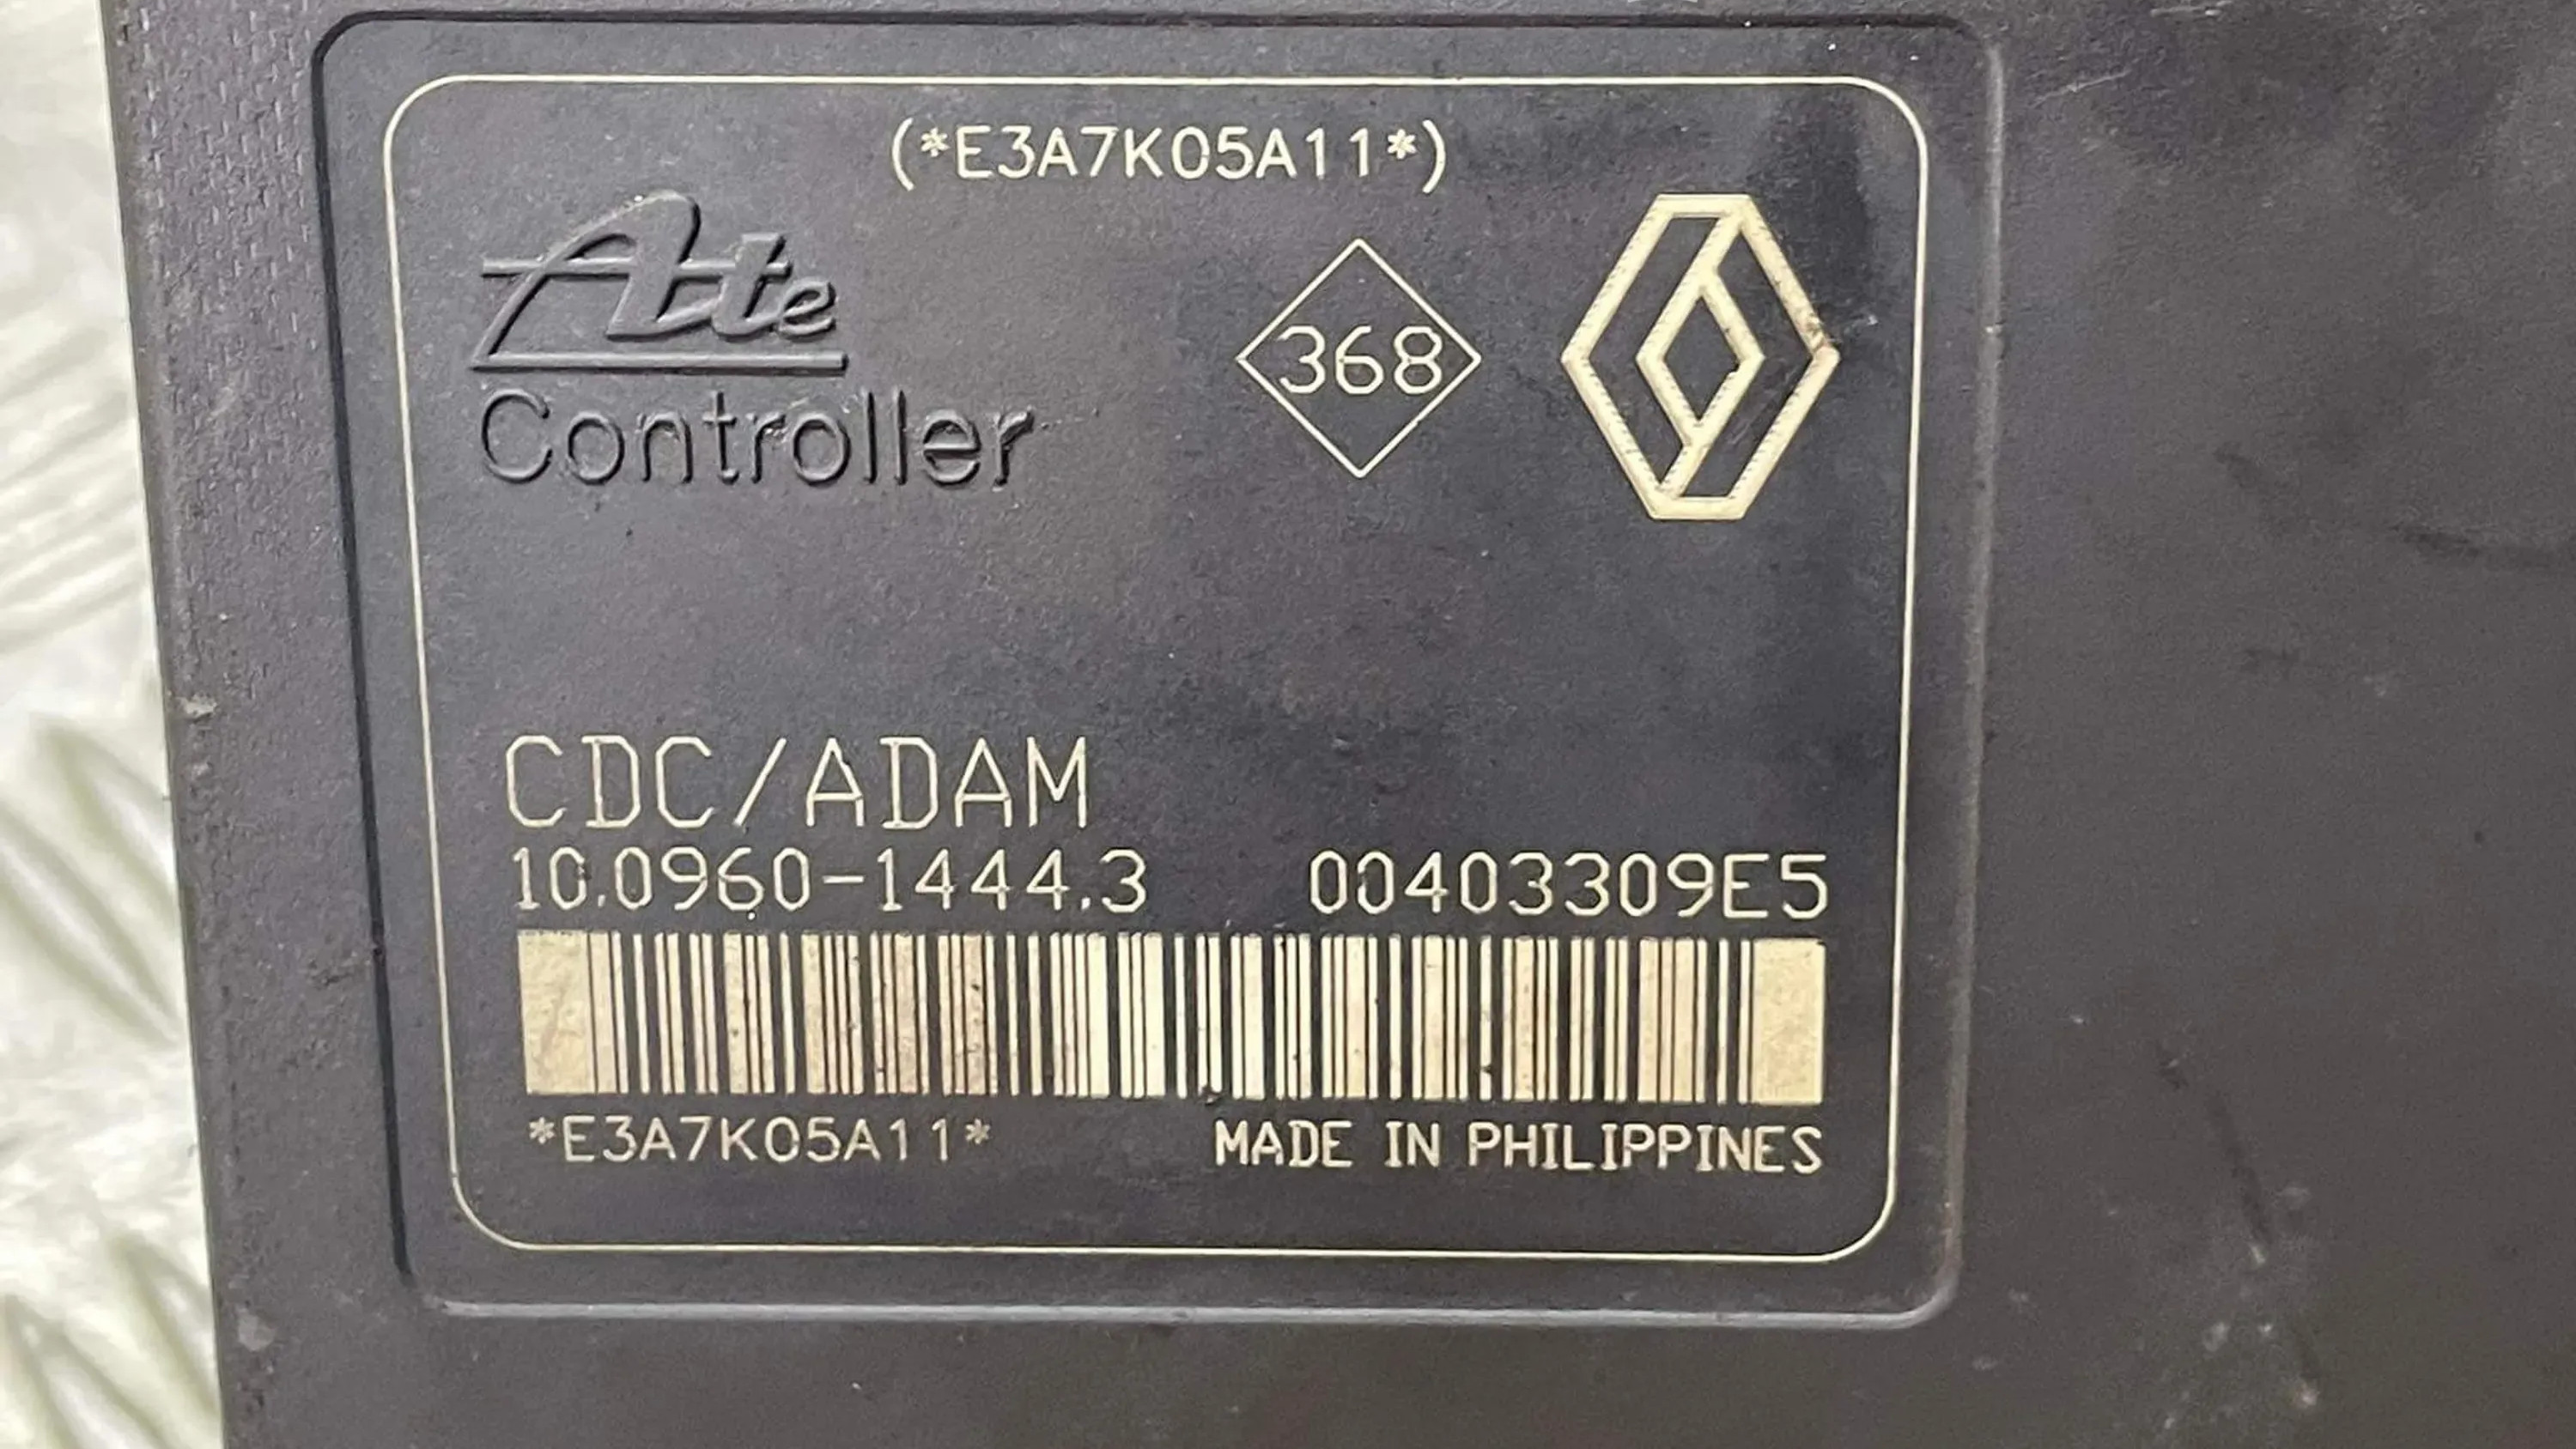 (*E3A7K05A11*)
Ate
Controller
368
CDC/ADAM
10.0960-1444.3 00403309E5
*E3A7K05A11* MADE IN PHILIPPINES